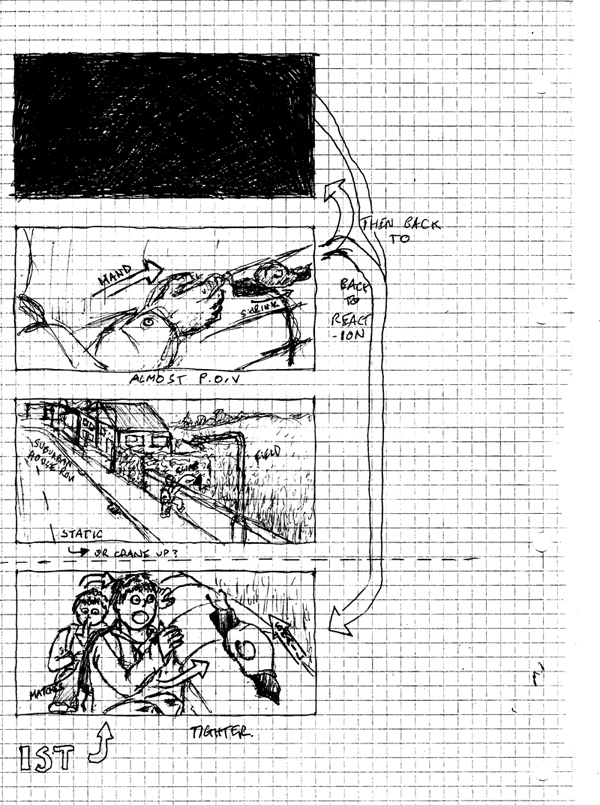 THEN BACK
TO
HAND
SHRINK
BACK
TO
REACT
-ION
ALMOST P.O.V
SUBURBAN
HOUSE ROW
FIELD
STATIC
OR CRANE UP?
MATCHES
TIGHTER.
1ST